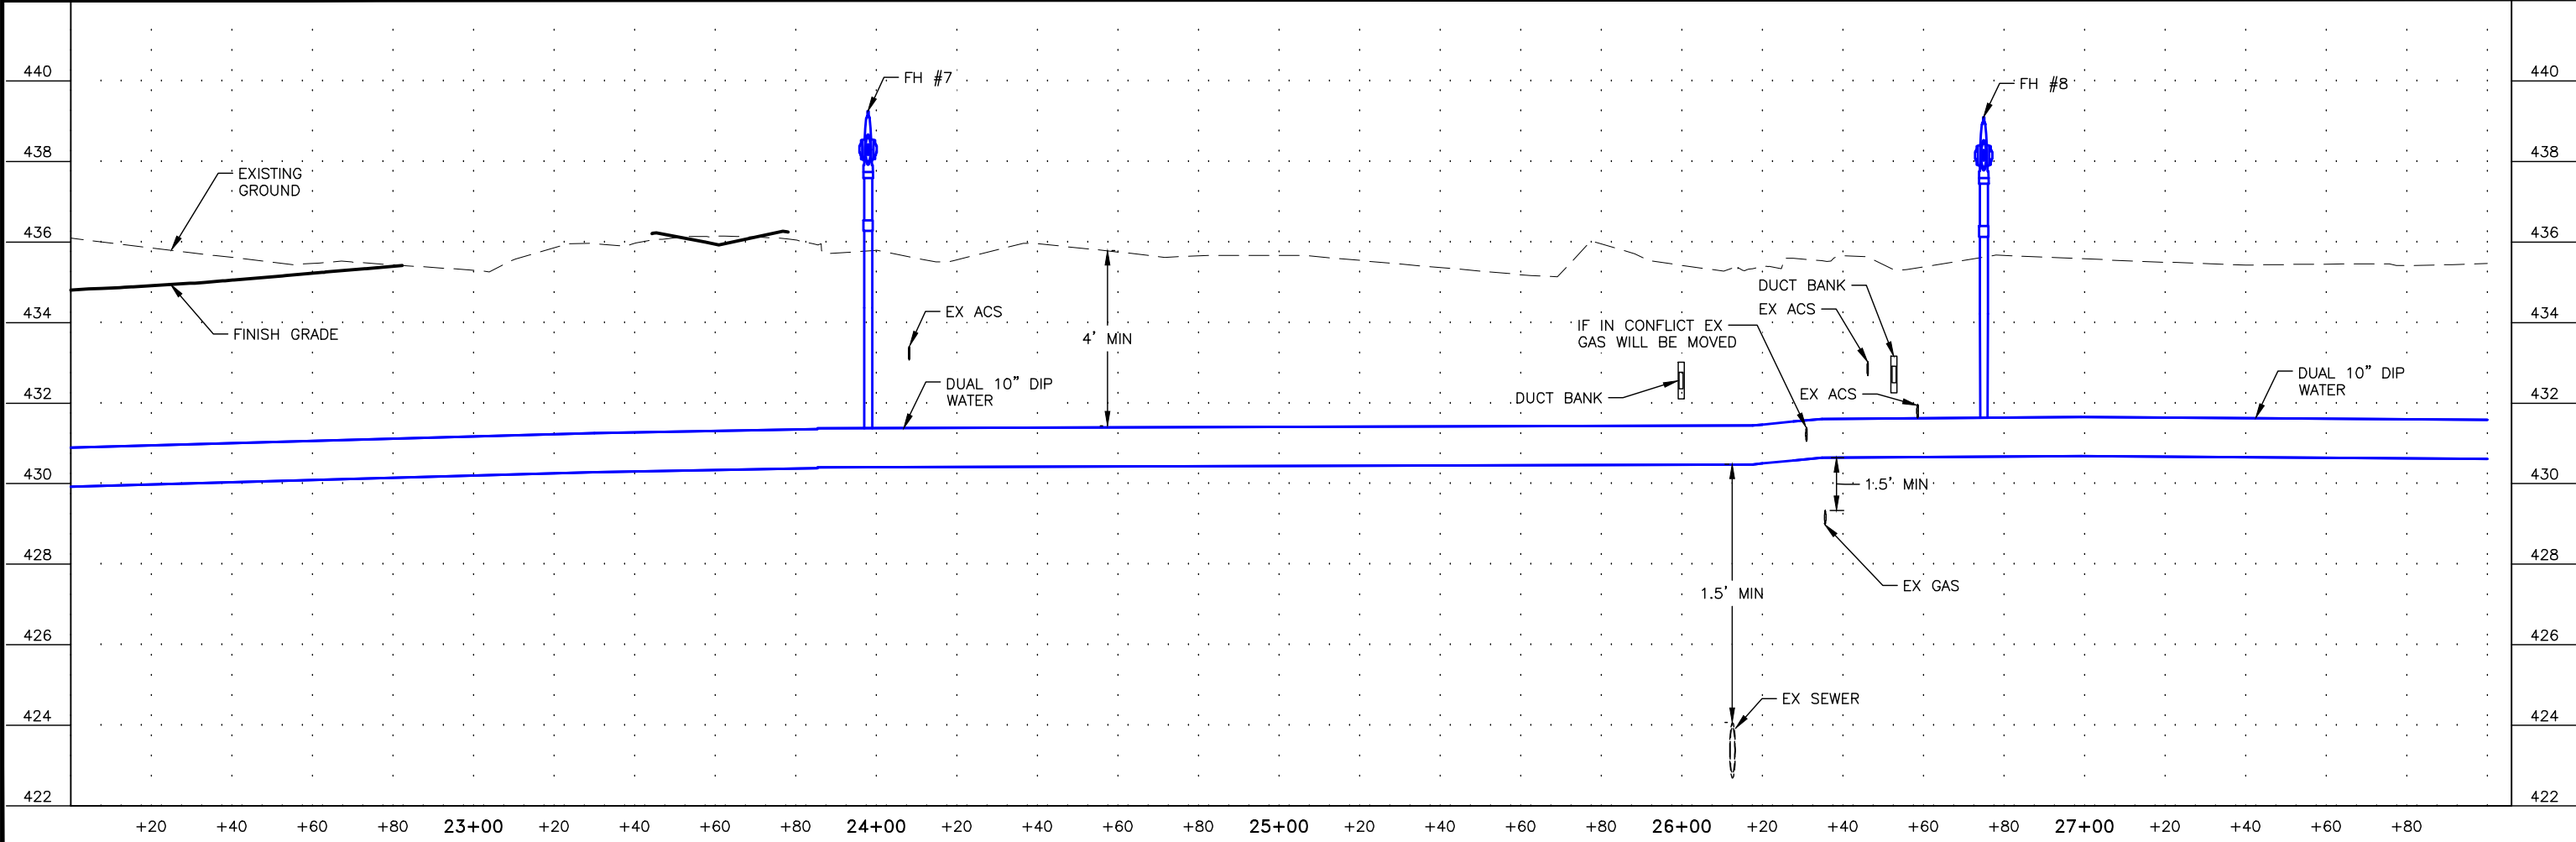 440
440
FH #7
FH #8
438
438
EXISTING
GROUND
436
436
DUCT BANK
EX ACS
EX ACS
434
434
FINISH GRADE
IF IN CONFLICT EX
GAS WILL BE MOVED
4' MIN
DUAL 10" DIP
WATER
DUAL 10" DIP
WATER
DUCT BANK
EX ACS
432
432
430
430
1.5' MIN
428
428
EX GAS
1.5' MIN
426
426
EX SEWER
424
424
422
422
+20 +40 +60 +80 23+00 +20 +40 +60 +80 24+00 +20 +40 +60 +80 25+00 +20 +40 +60 +80 26+00 +20 +40 +60 +80 27+00 +20 +40 +60 +80